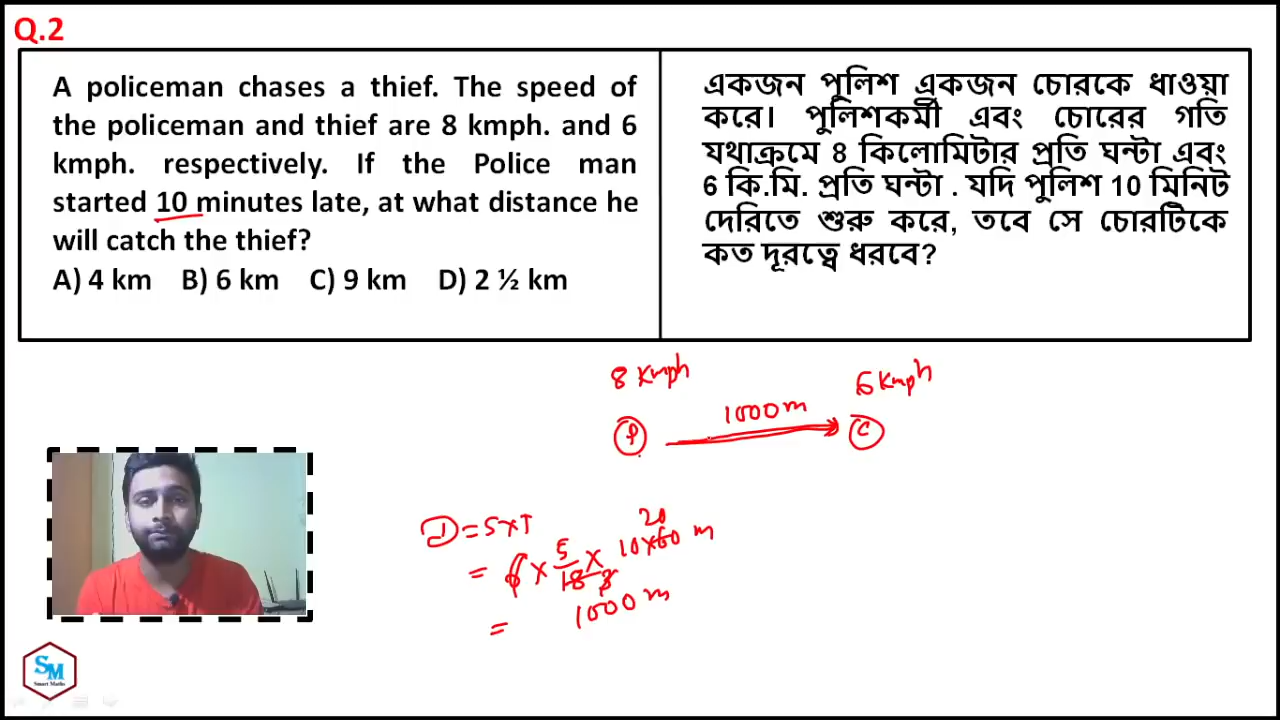 Q.2
A policeman chases a thief. The speed of
the policeman and thief are 8 kmph. and 6
kmph. respectively. If the Police man
started 10 minutes late, at what distance he
will catch the thief?
A) 4 km B) 6 km C) 9 km D) 2 ½ km
একজন পুলিশ একজন চোরকে ধাওয়া
করে। পুলিশকর্মী এবং চোরের গতি
যথাক্রমে 8 কিলোমিটার প্রতি ঘন্টা এবং
6 কি.মি. প্রতি ঘন্টা . যদি পুলিশ 10 মিনিট
দেরিতে শুরু করে, তবে সে চোরটিকে
কত দূরত্বে ধরবে?
8 Kmph 6 Kmph
1000 m
P C
D = S×T
20
= 6 × 5/18 × 10×60 m
3
= 1000 m
SM
Smart Maths